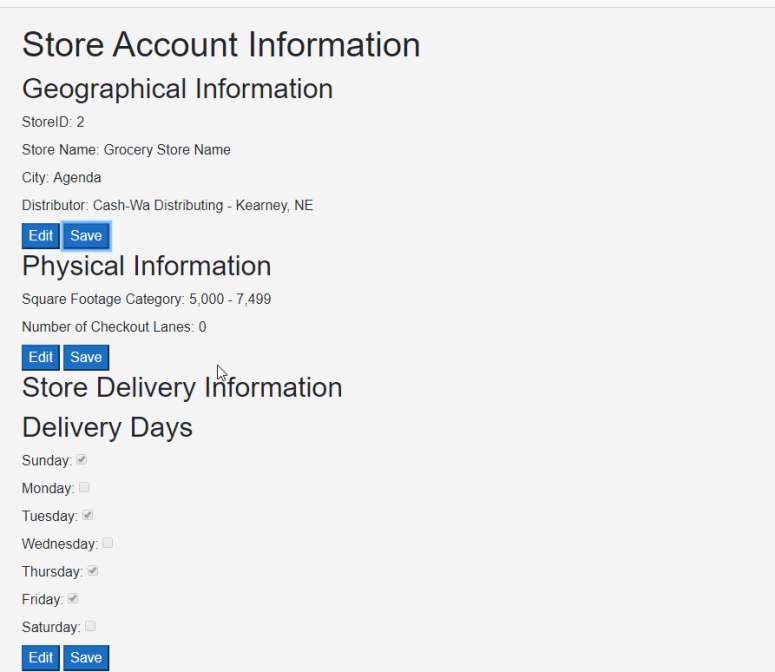 Store Account Information
Geographical Information
StoreID: 2
Store Name: Grocery Store Name
City: Agenda
Distributor: Cash-Wa Distributing - Kearney, NE
Edit Save
Physical Information
Square Footage Category: 5,000 - 7,499
Number of Checkout Lanes: 0
Edit Save
Store Delivery Information
Delivery Days
Sunday:
Monday:
Tuesday:
Wednesday:
Thursday:
Friday:
Saturday:
Edit Save